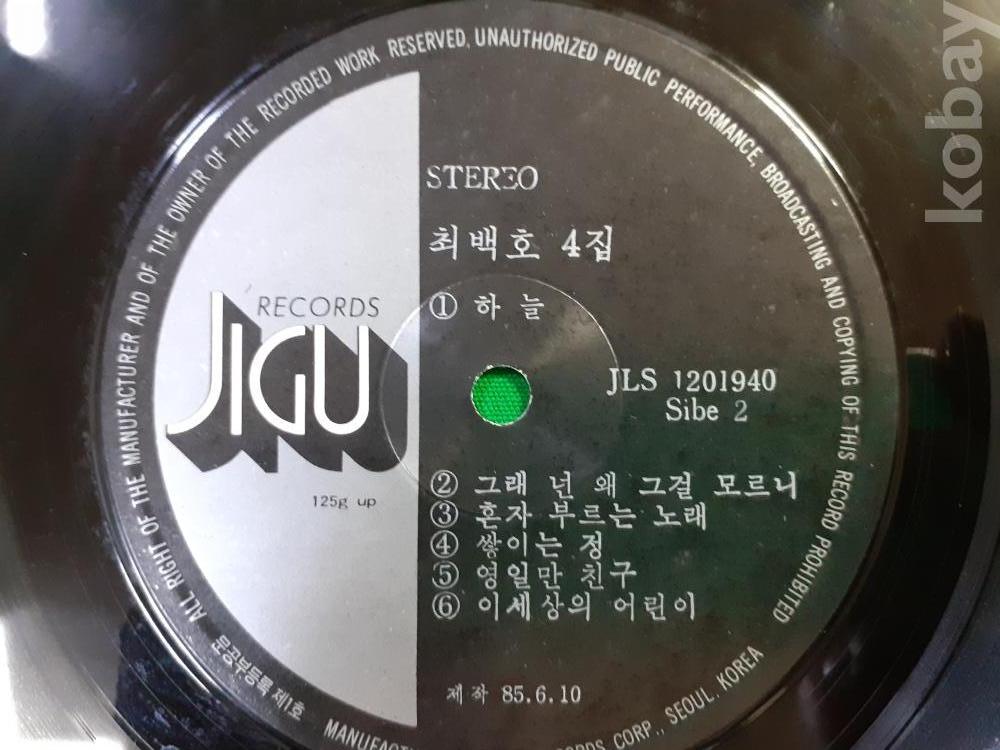 ALL RIGHT OF THE MANUFACTURER AND OF THE OWNER OF THE RECORDED WORK RESERVED, UNAUTHORIZED PUBLIC PERFORMANCE, BROADCASTING AND COPYING OF THIS RECORD PROHIBITED
kobay
STEREO
최백호 4집
① 하늘
RECORDS
JIGU
125g up
JLS 1201940
Sibe 2
② 그래 넌 왜 그걸 모르니
③ 혼자 부르는 노래
④ 쌓이는 정
⑤ 영일만 친구
⑥ 이세상의 어린이
제작 85.6.10
문공부등록 제1호
CORP., SEOUL, KOREA